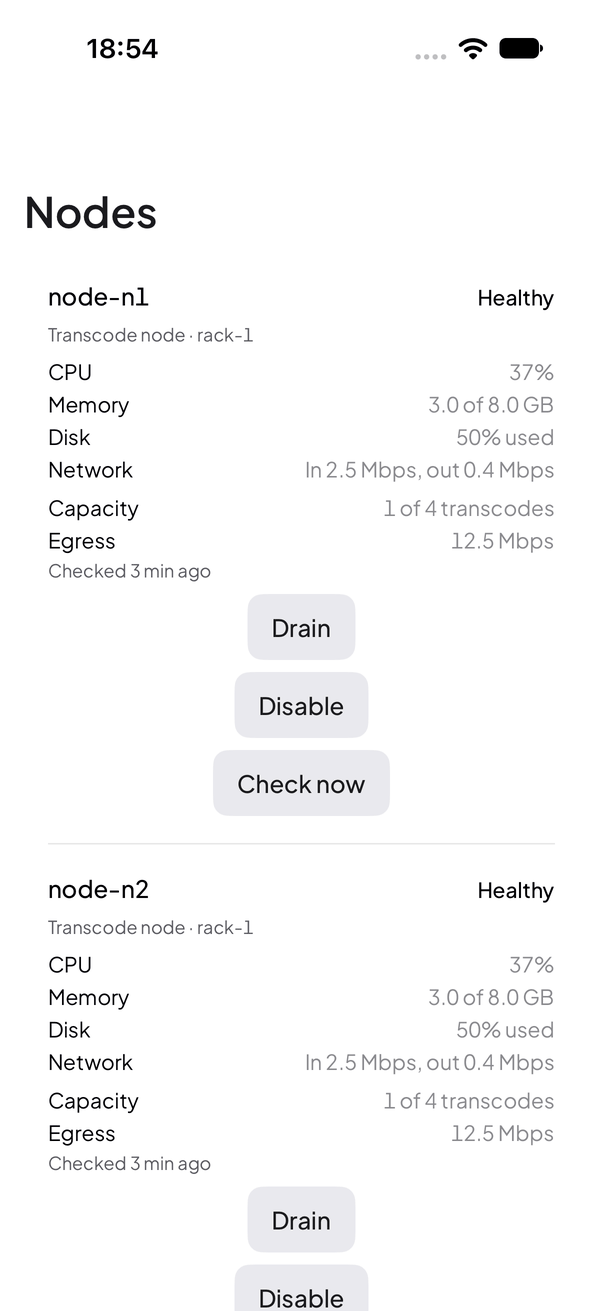 18:54
Nodes
node-n1 Healthy
Transcode node · rack-1
CPU 37%
Memory 3.0 of 8.0 GB
Disk 50% used
Network In 2.5 Mbps, out 0.4 Mbps
Capacity 1 of 4 transcodes
Egress 12.5 Mbps
Checked 3 min ago
Drain
Disable
Check now
node-n2 Healthy
Transcode node · rack-1
CPU 37%
Memory 3.0 of 8.0 GB
Disk 50% used
Network In 2.5 Mbps, out 0.4 Mbps
Capacity 1 of 4 transcodes
Egress 12.5 Mbps
Checked 3 min ago
Drain
Disable